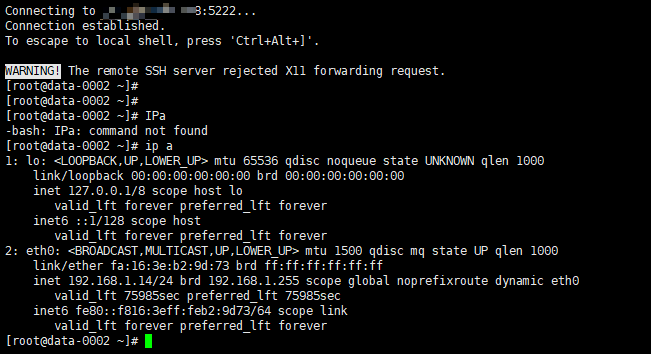 Connecting to 3:5222...
Connection established.
To escape to local shell, press 'Ctrl+Alt+]'.
WARNING! The remote SSH server rejected X11 forwarding request.
[root@data-0002 ~]#
[root@data-0002 ~]#
[root@data-0002 ~]# IPa
-bash: IPa: command not found
[root@data-0002 ~]# ip a
1: lo: <LOOPBACK,UP,LOWER_UP> mtu 65536 qdisc noqueue state UNKNOWN qlen 1000
    link/loopback 00:00:00:00:00:00 brd 00:00:00:00:00:00
    inet 127.0.0.1/8 scope host lo
       valid_lft forever preferred_lft forever
    inet6 ::1/128 scope host
       valid_lft forever preferred_lft forever
2: eth0: <BROADCAST,MULTICAST,UP,LOWER_UP> mtu 1500 qdisc mq state UP qlen 1000
    link/ether fa:16:3e:b2:9d:73 brd ff:ff:ff:ff:ff:ff
    inet 192.168.1.14/24 brd 192.168.1.255 scope global noprefixroute dynamic eth0
       valid_lft 75985sec preferred_lft 75985sec
    inet6 fe80::f816:3eff:feb2:9d73/64 scope link
       valid_lft forever preferred_lft forever
[root@data-0002 ~]#